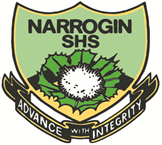 NARROGIN
SHS
ADVANCE WITH INTEGRITY